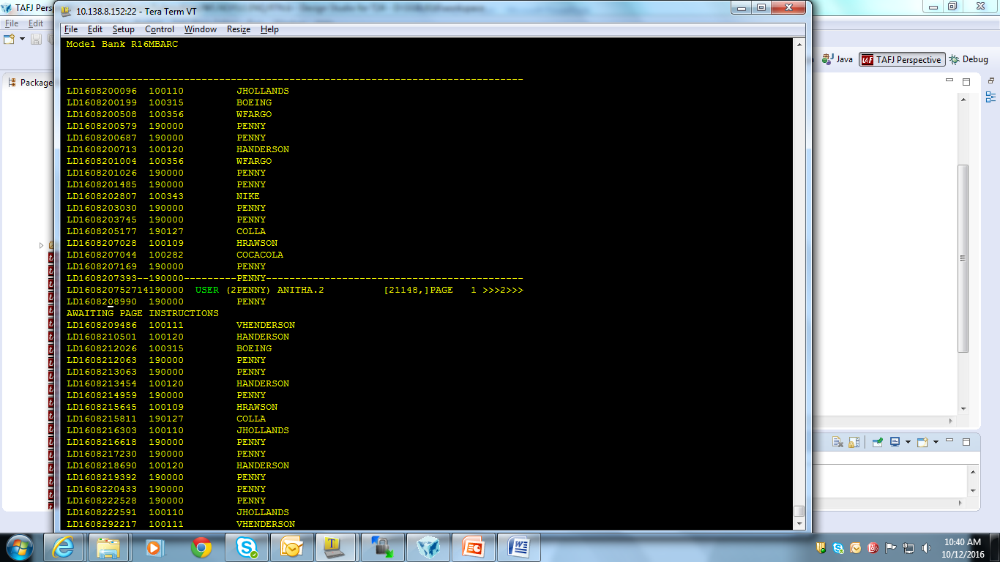 TAFJ Perspe
10.138.8.152:22 - Tera Term VT
File Edit
File Edit Setup Control Window Resize Help
Java TAFJ Perspective Debug
Package
Model Bank R16MBARC
--------------------------------------------------------------------------------
LD1608200096 100110 JHOLLANDS
LD1608200199 100315 BOEING
LD1608200508 100356 WFARGO
LD1608200579 190000 PENNY
LD1608200687 190000 PENNY
LD1608200713 100120 HANDERSON
LD1608201004 100356 WFARGO
LD1608201026 190000 PENNY
LD1608201485 190000 PENNY
LD1608202807 100343 NIKE
LD1608203030 190000 PENNY
LD1608203745 190000 PENNY
LD1608205177 190127 COLLA
LD1608207028 100109 HRAWSON
LD1608207044 100282 COCACOLA
LD1608207169 190000 PENNY
LD1608207393--190000---------PENNY--------------------------------------------
LD160820752714190000 USER (2PENNY) ANITHA.2 [21148,]PAGE 1 >>>2>>>
LD1608208990 190000 PENNY
AWAITING PAGE INSTRUCTIONS
LD1608209486 100111 VHENDERSON
LD1608210501 100120 HANDERSON
LD1608212026 100315 BOEING
LD1608212063 190000 PENNY
LD1608213063 190000 PENNY
LD1608213454 100120 HANDERSON
LD1608214959 190000 PENNY
LD1608215645 100109 HRAWSON
LD1608215811 190127 COLLA
LD1608216303 100110 JHOLLANDS
LD1608216618 190000 PENNY
LD1608217230 190000 PENNY
LD1608218690 100120 HANDERSON
LD1608219392 190000 PENNY
LD1608220433 190000 PENNY
LD1608222528 190000 PENNY
LD1608222591 100110 JHOLLANDS
LD1608292217 100111 VHENDERSON
10:40 AM
10/12/2016